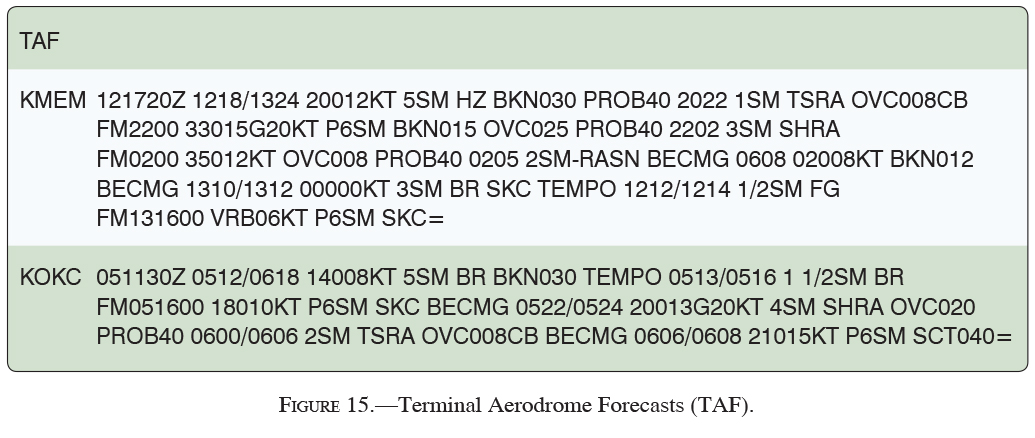 TAF
KMEM 121720Z 1218/1324 20012KT 5SM HZ BKN030 PROB40 2022 1SM TSRA OVC008CB
FM2200 33015G20KT P6SM BKN015 OVC025 PROB40 2202 3SM SHRA
FM0200 35012KT OVC008 PROB40 0205 2SM-RASN BECMG 0608 02008KT BKN012
BECMG 1310/1312 00000KT 3SM BR SKC TEMPO 1212/1214 1/2SM FG
FM131600 VRB06KT P6SM SKC=
KOKC 051130Z 0512/0618 14008KT 5SM BR BKN030 TEMPO 0513/0516 1 1/2SM BR
FM051600 18010KT P6SM SKC BECMG 0522/0524 20013G20KT 4SM SHRA OVC020
PROB40 0600/0606 2SM TSRA OVC008CB BECMG 0606/0608 21015KT P6SM SCT040=
Figure 15.—Terminal Aerodrome Forecasts (TAF).